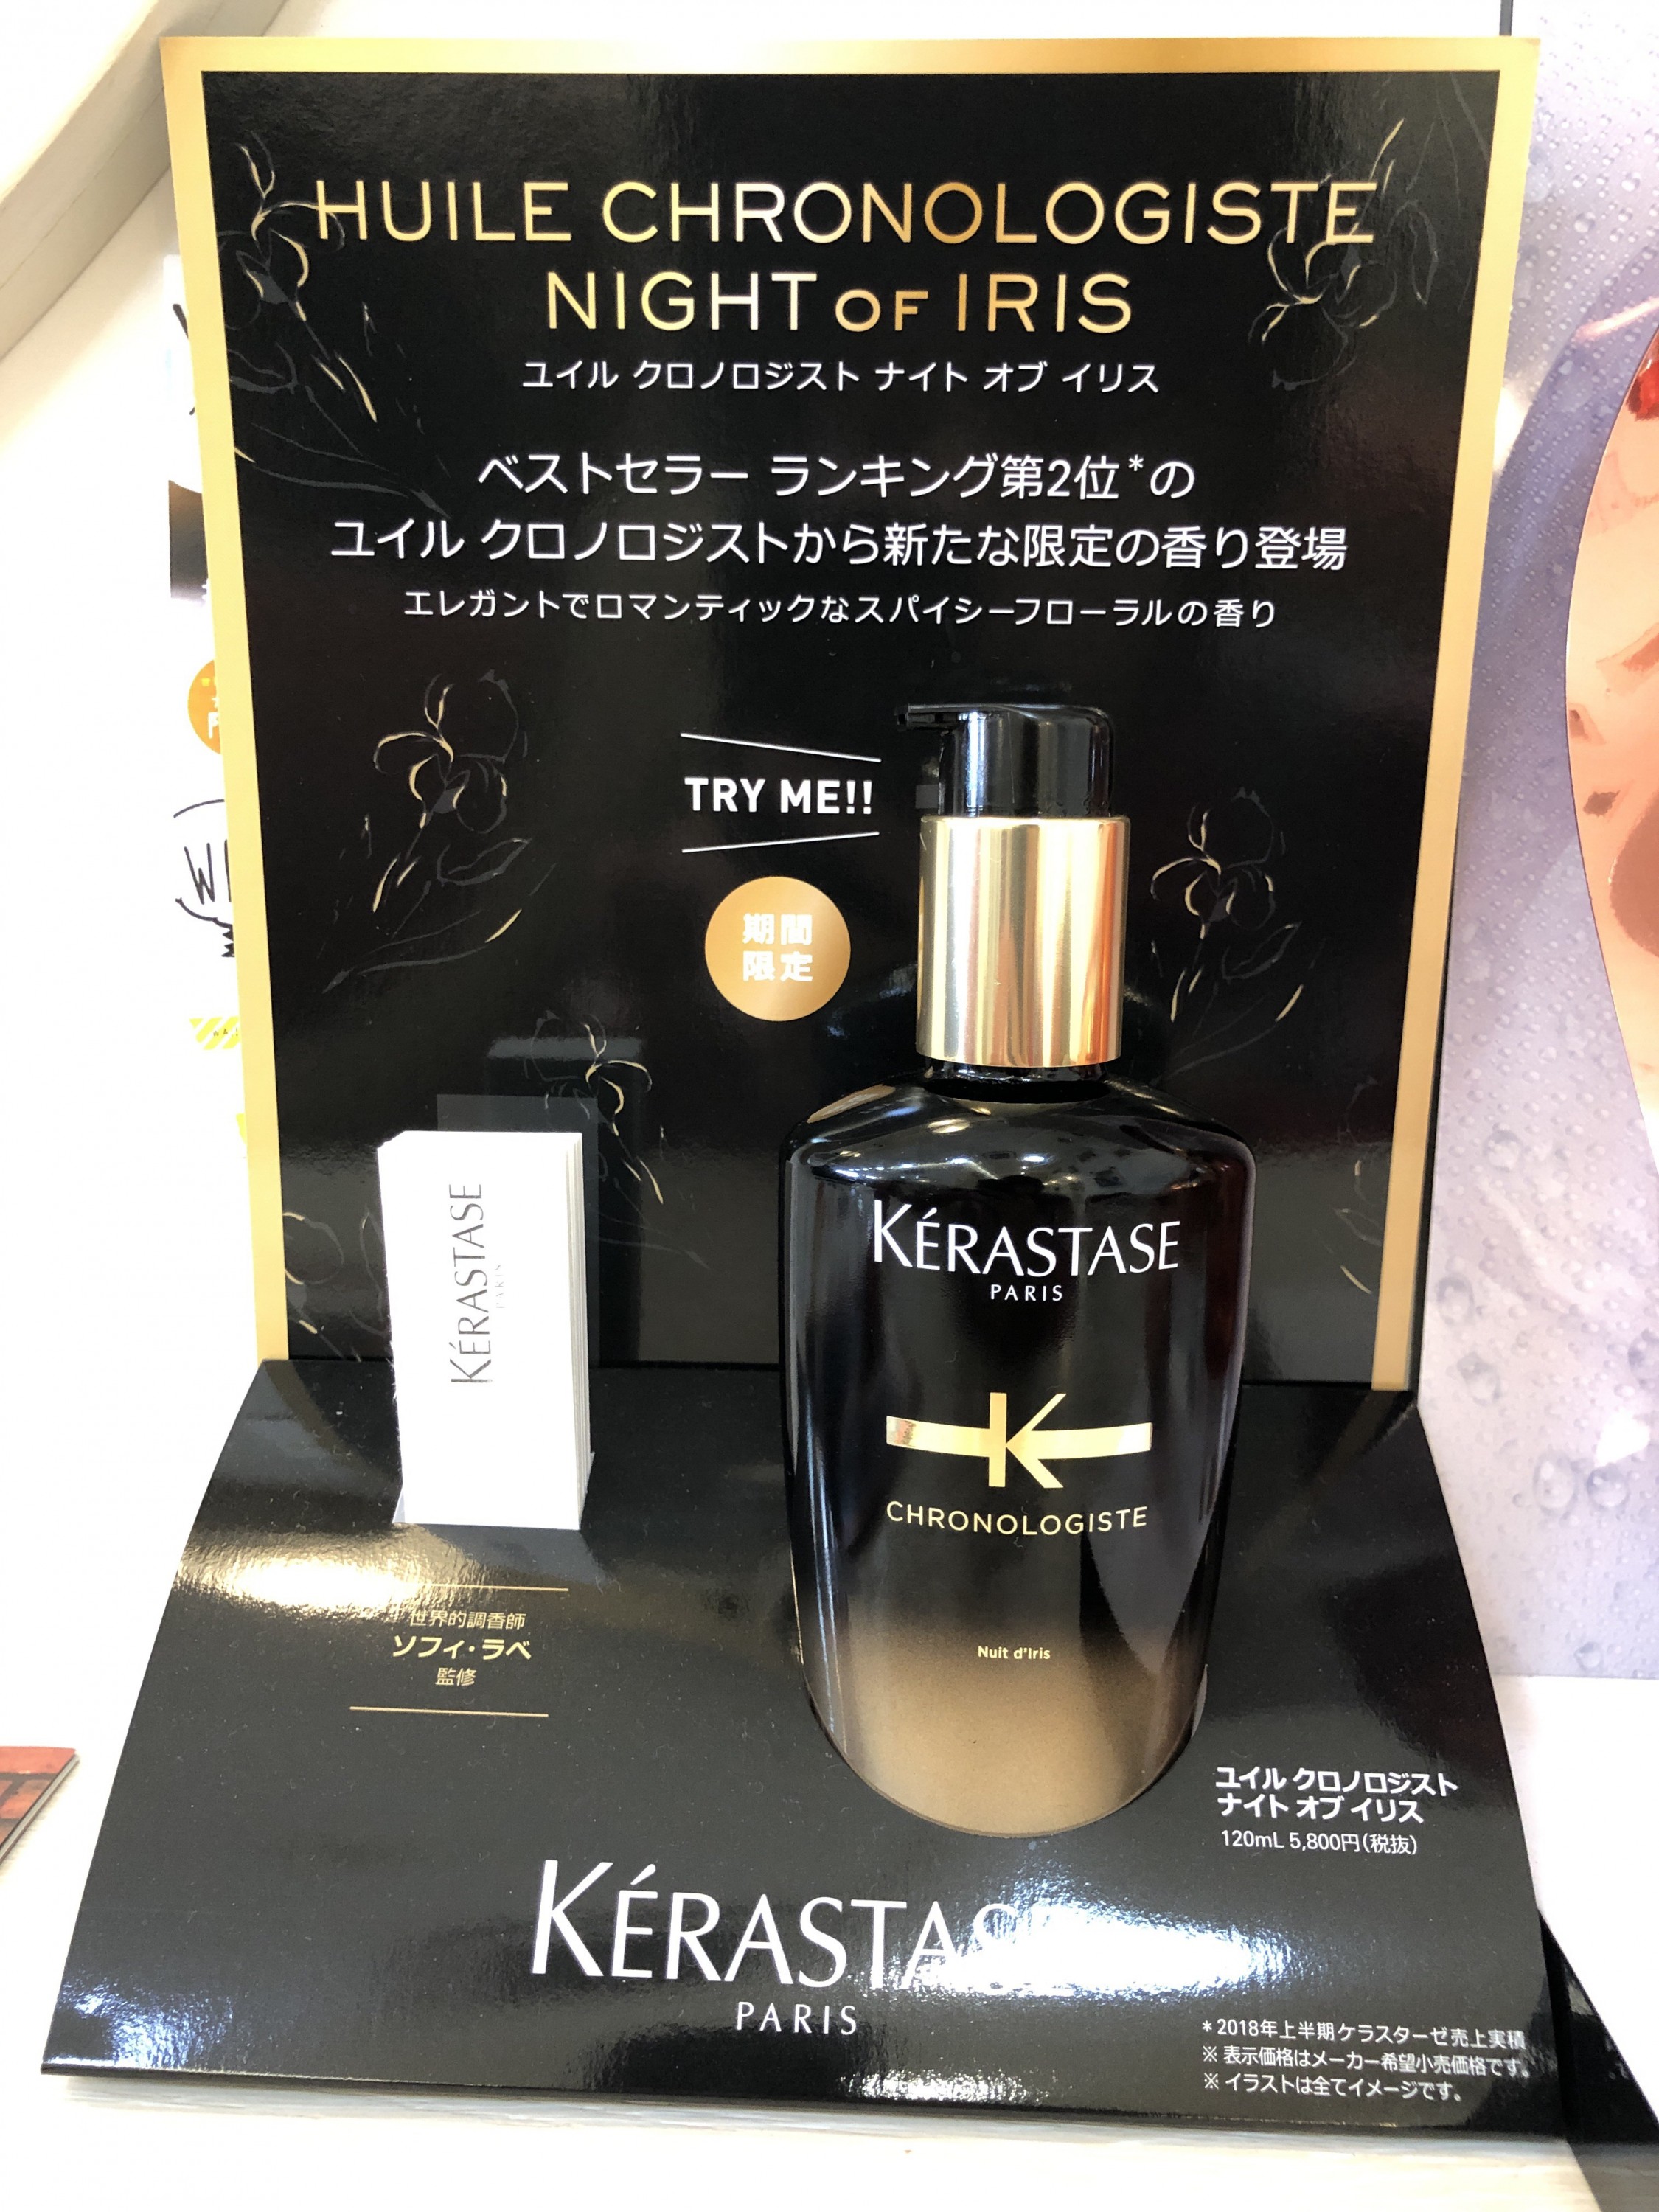 HUILE CHRONOLOGISTE
NIGHT OF IRIS
ユイル クロノロジスト ナイト オブ イリス
ベストセラー ランキング第2位*の
ユイル クロノロジストから新たな限定の香り登場
エレガントでロマンティックなスパイシーフローラルの香り
TRY ME!!
期間
限定
KÉRASTASE
PARIS
KÉRASTASE
PARIS
K
CHRONOLOGISTE
Nuit d'Iris
世界的調香師
ソフィ・ラベ
監修
ユイル クロノロジスト
ナイト オブ イリス
120mL 5,800円(税抜)
KÉRASTAS
PARIS
*2018年上半期ケラスターゼ売上実績
※ 表示価格はメーカー希望小売価格です。
※ イラストは全てイメージです。